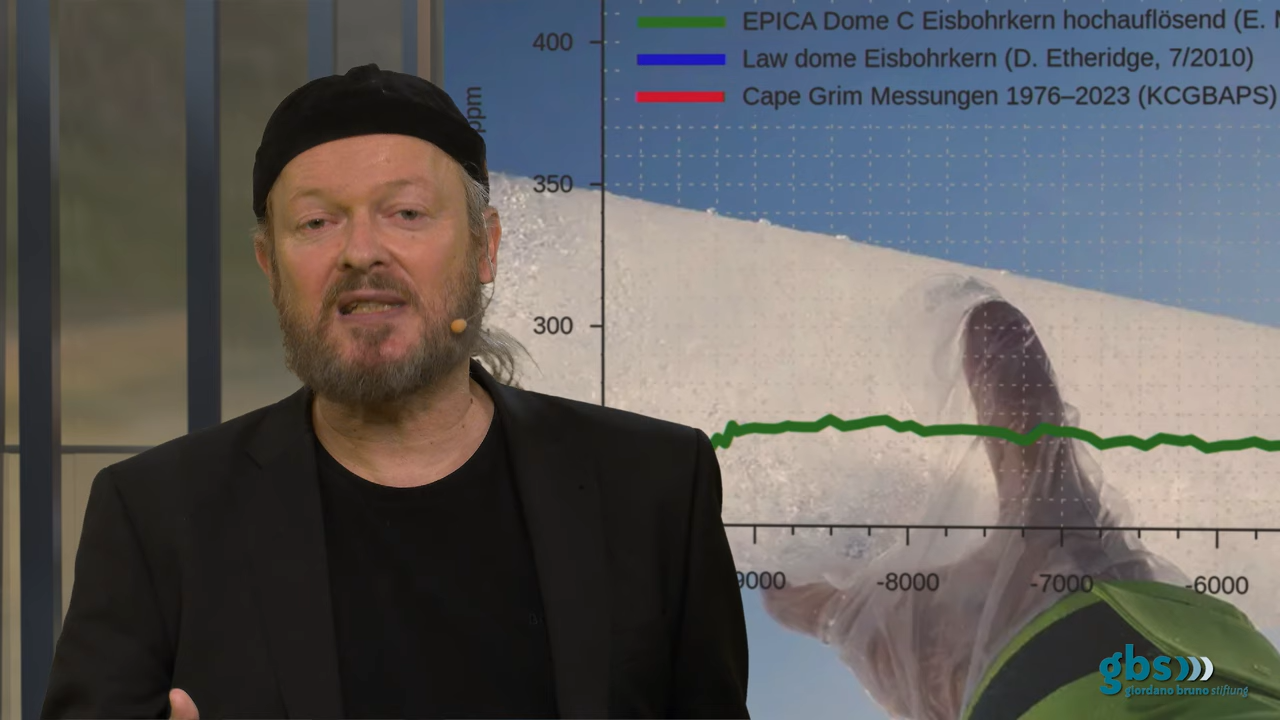 EPICA Dome C Eisbohrkern hochauflösend (E.
400
Law dome Eisbohrkern (D. Etheridge, 7/2010)
ppm
Cape Grim Messungen 1976–2023 (KCGBAPS)
350
300
9000
-8000
-7000
-6000
gbs
giordano bruno stiftung